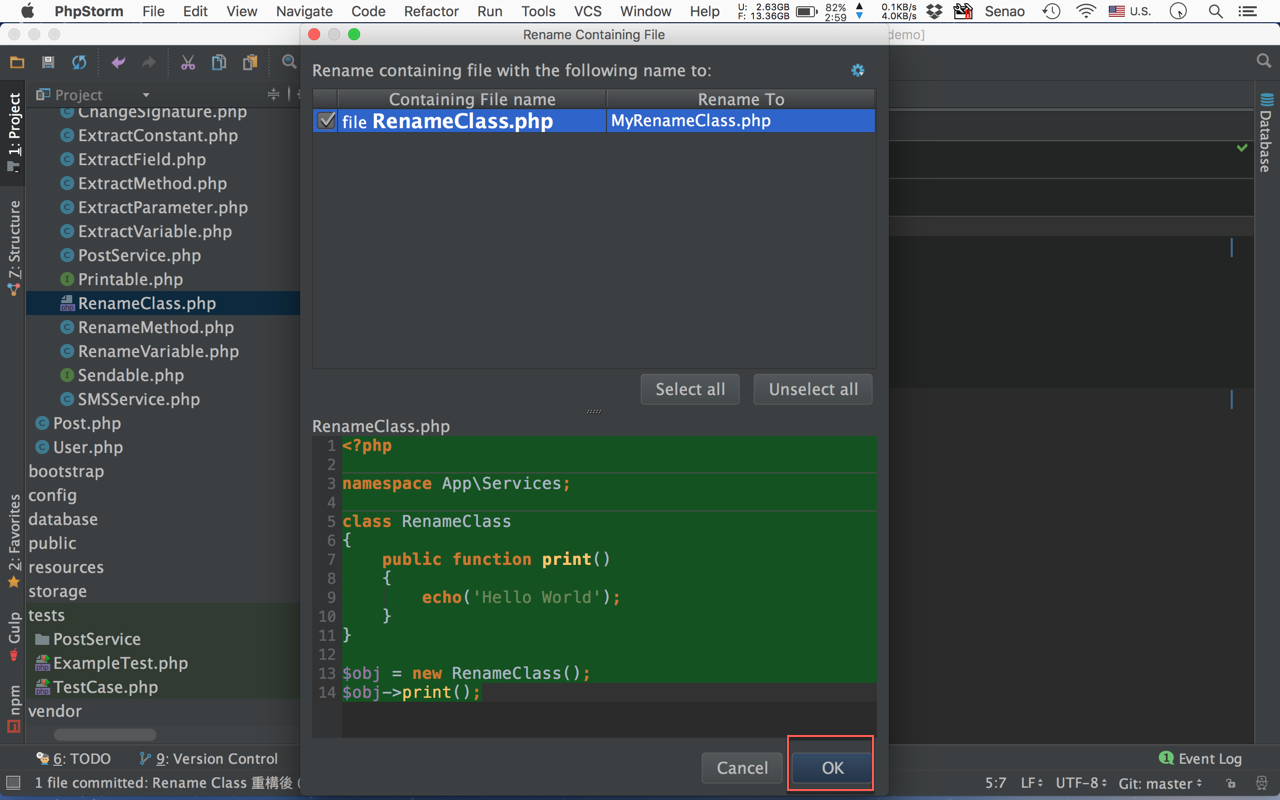 PhpStorm File Edit View Navigate Code Refactor Run Tools VCS Window Help U: 2.63GB F: 13.36GB 82% 2:59 0.1KB/s 4.0KB/s Senao U.S.
Rename Containing File
demo]
Rename containing file with the following name to:
Containing File name Rename To
file RenameClass.php MyRenameClass.php
Select all Unselect all
RenameClass.php
1 <?php
2
3 namespace App\Services;
4
5 class RenameClass
6 {
7 public function print()
8 {
9 echo('Hello World');
10 }
11 }
12
13 $obj = new RenameClass();
14 $obj->print();
Cancel OK
1: Project
Z: Structure
2: Favorites
Gulp
npm
Project
ChangeSignature.php
ExtractConstant.php
ExtractField.php
ExtractMethod.php
ExtractParameter.php
ExtractVariable.php
PostService.php
Printable.php
RenameClass.php
RenameMethod.php
RenameVariable.php
Sendable.php
SMSService.php
Post.php
User.php
bootstrap
config
database
public
resources
storage
tests
PostService
ExampleTest.php
TestCase.php
vendor
Database
6: TODO 9: Version Control Event Log
1 file committed: Rename Class 重構後 ( 5:7 LF UTF-8 Git: master